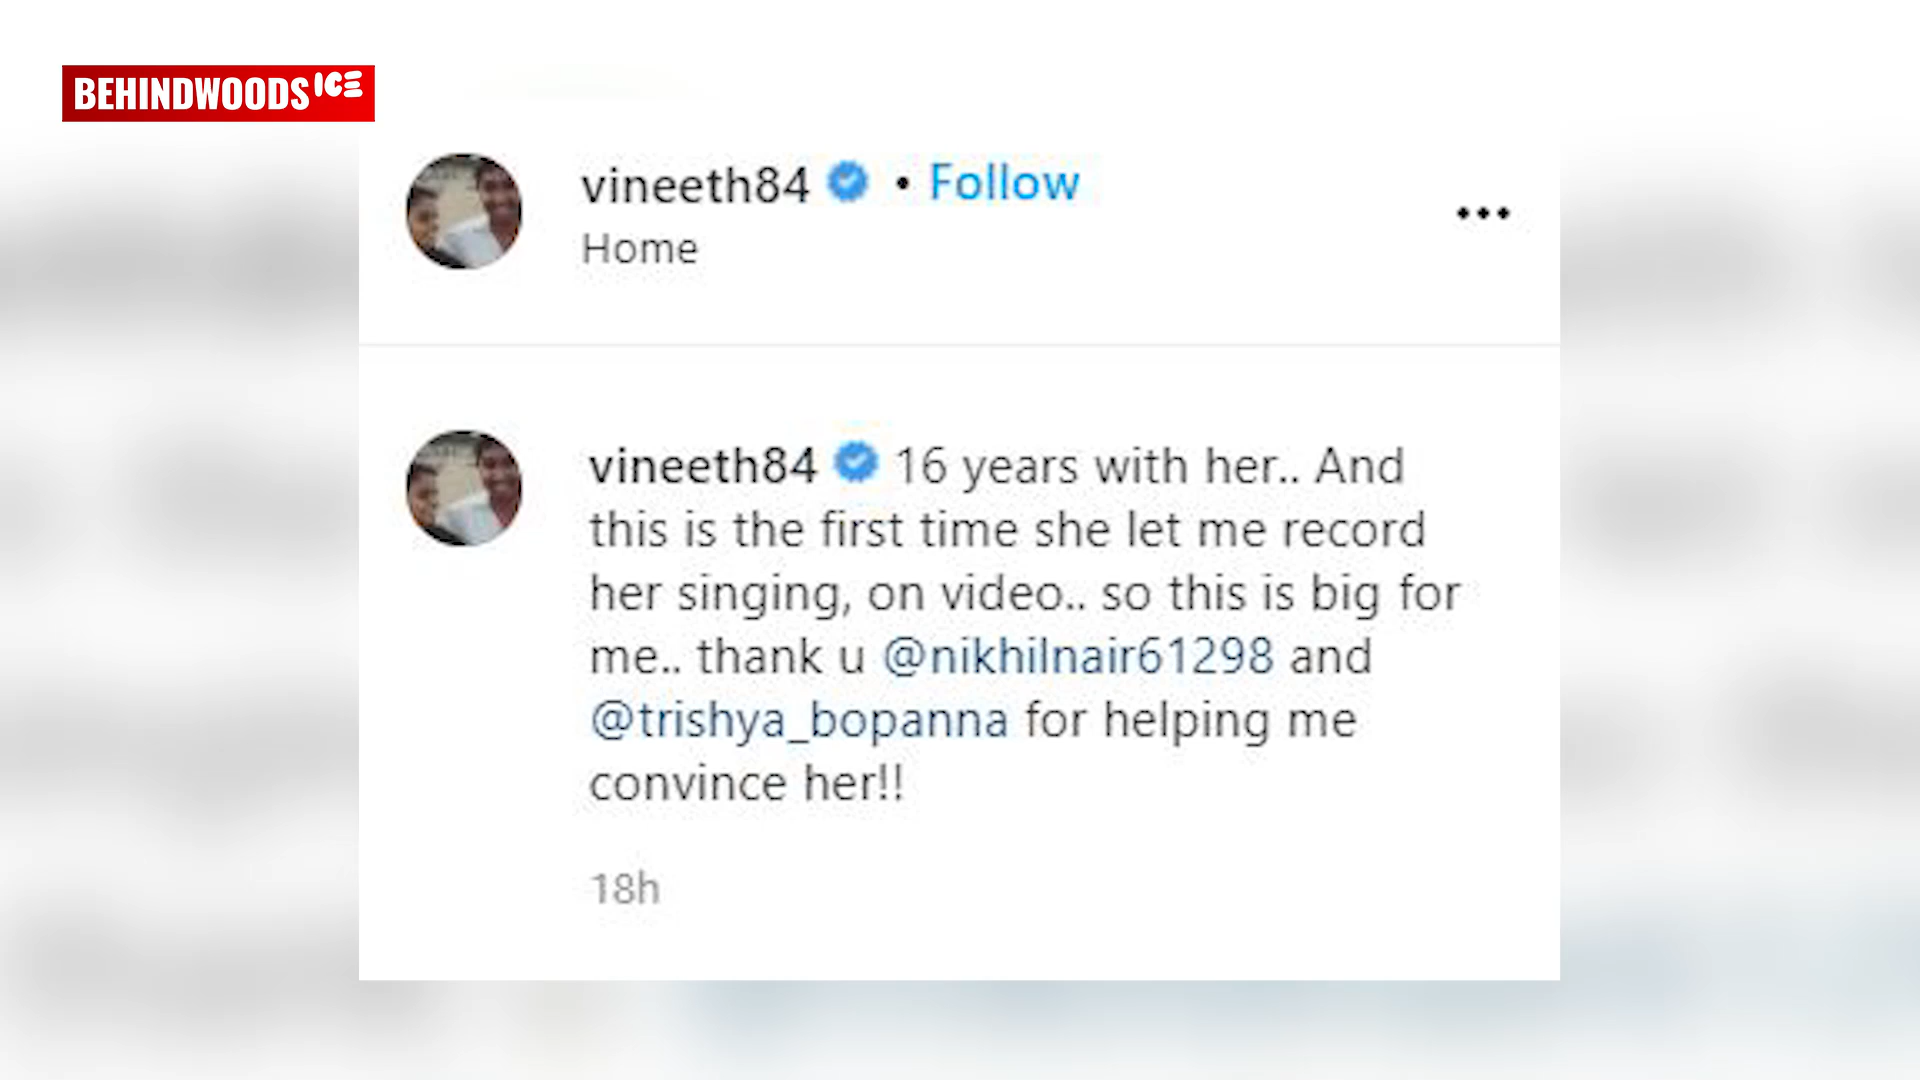 BEHINDWOODS ICE
vineeth84 • Follow
Home
•••
vineeth84 16 years with her.. And
this is the first time she let me record
her singing, on video.. so this is big for
me.. thank u @nikhilnair61298 and
@trishya_bopanna for helping me
convince her!!
18h